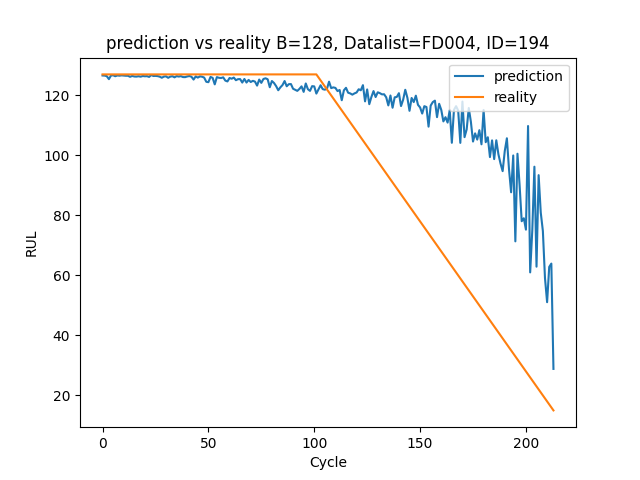 prediction vs reality B=128, Datalist=FD004, ID=194
prediction
reality
RUL
120
100
80
60
40
20
0 50 100 150 200
Cycle